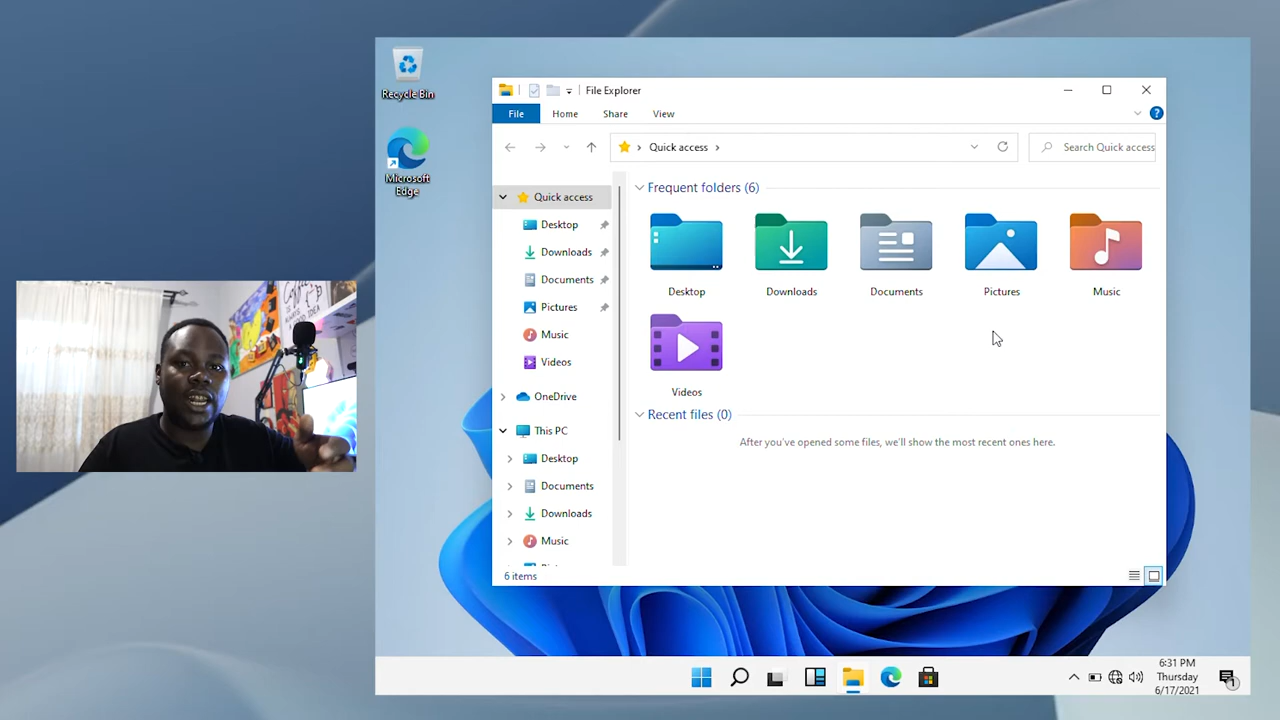 Recycle Bin
Microsoft
Edge
File Explorer
File
Home
Share
View
Quick access
Search Quick access
Quick access
Desktop
Downloads
Documents
Pictures
Music
Videos
OneDrive
This PC
Desktop
Documents
Downloads
Music
Frequent folders (6)
Desktop
Downloads
Documents
Pictures
Music
Videos
Recent files (0)
After you've opened some files, we'll show the most recent ones here.
6 items
6:31 PM
Thursday
6/17/2021
1